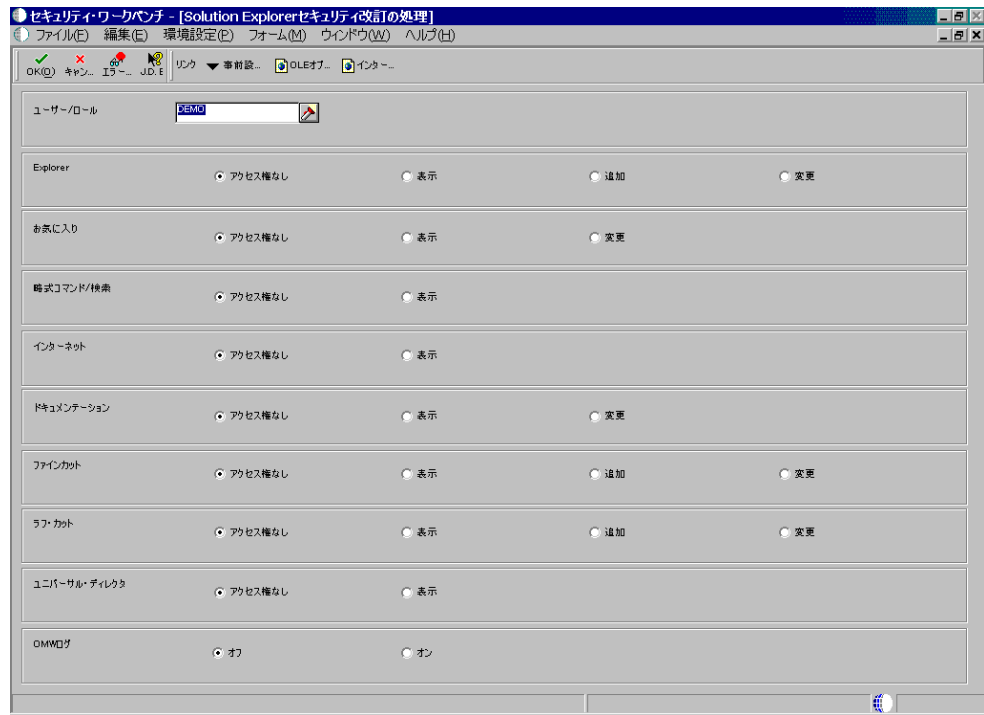 セキュリティ・ワークベンチ - [Solution Explorerセキュリティ改訂の処理]
ファイル(F) 編集(E) 環境設定(P) フォーム(M) ウィンドウ(W) ヘルプ(H)
OK(O) キャン... エラー... J.D. E リンク 事前設... OLEオブ... インター...
ユーザー/ロール DEMO
Explorer アクセス権なし 表示 追加 変更
お気に入り アクセス権なし 表示 変更
略式コマンド/検索 アクセス権なし 表示
インターネット アクセス権なし 表示
ドキュメンテーション アクセス権なし 表示 変更
ファインカット アクセス権なし 表示 追加 変更
ラフ・カット アクセス権なし 表示 追加 変更
ユニバーサル・ディレクタ アクセス権なし 表示
OMWログ オフ オン